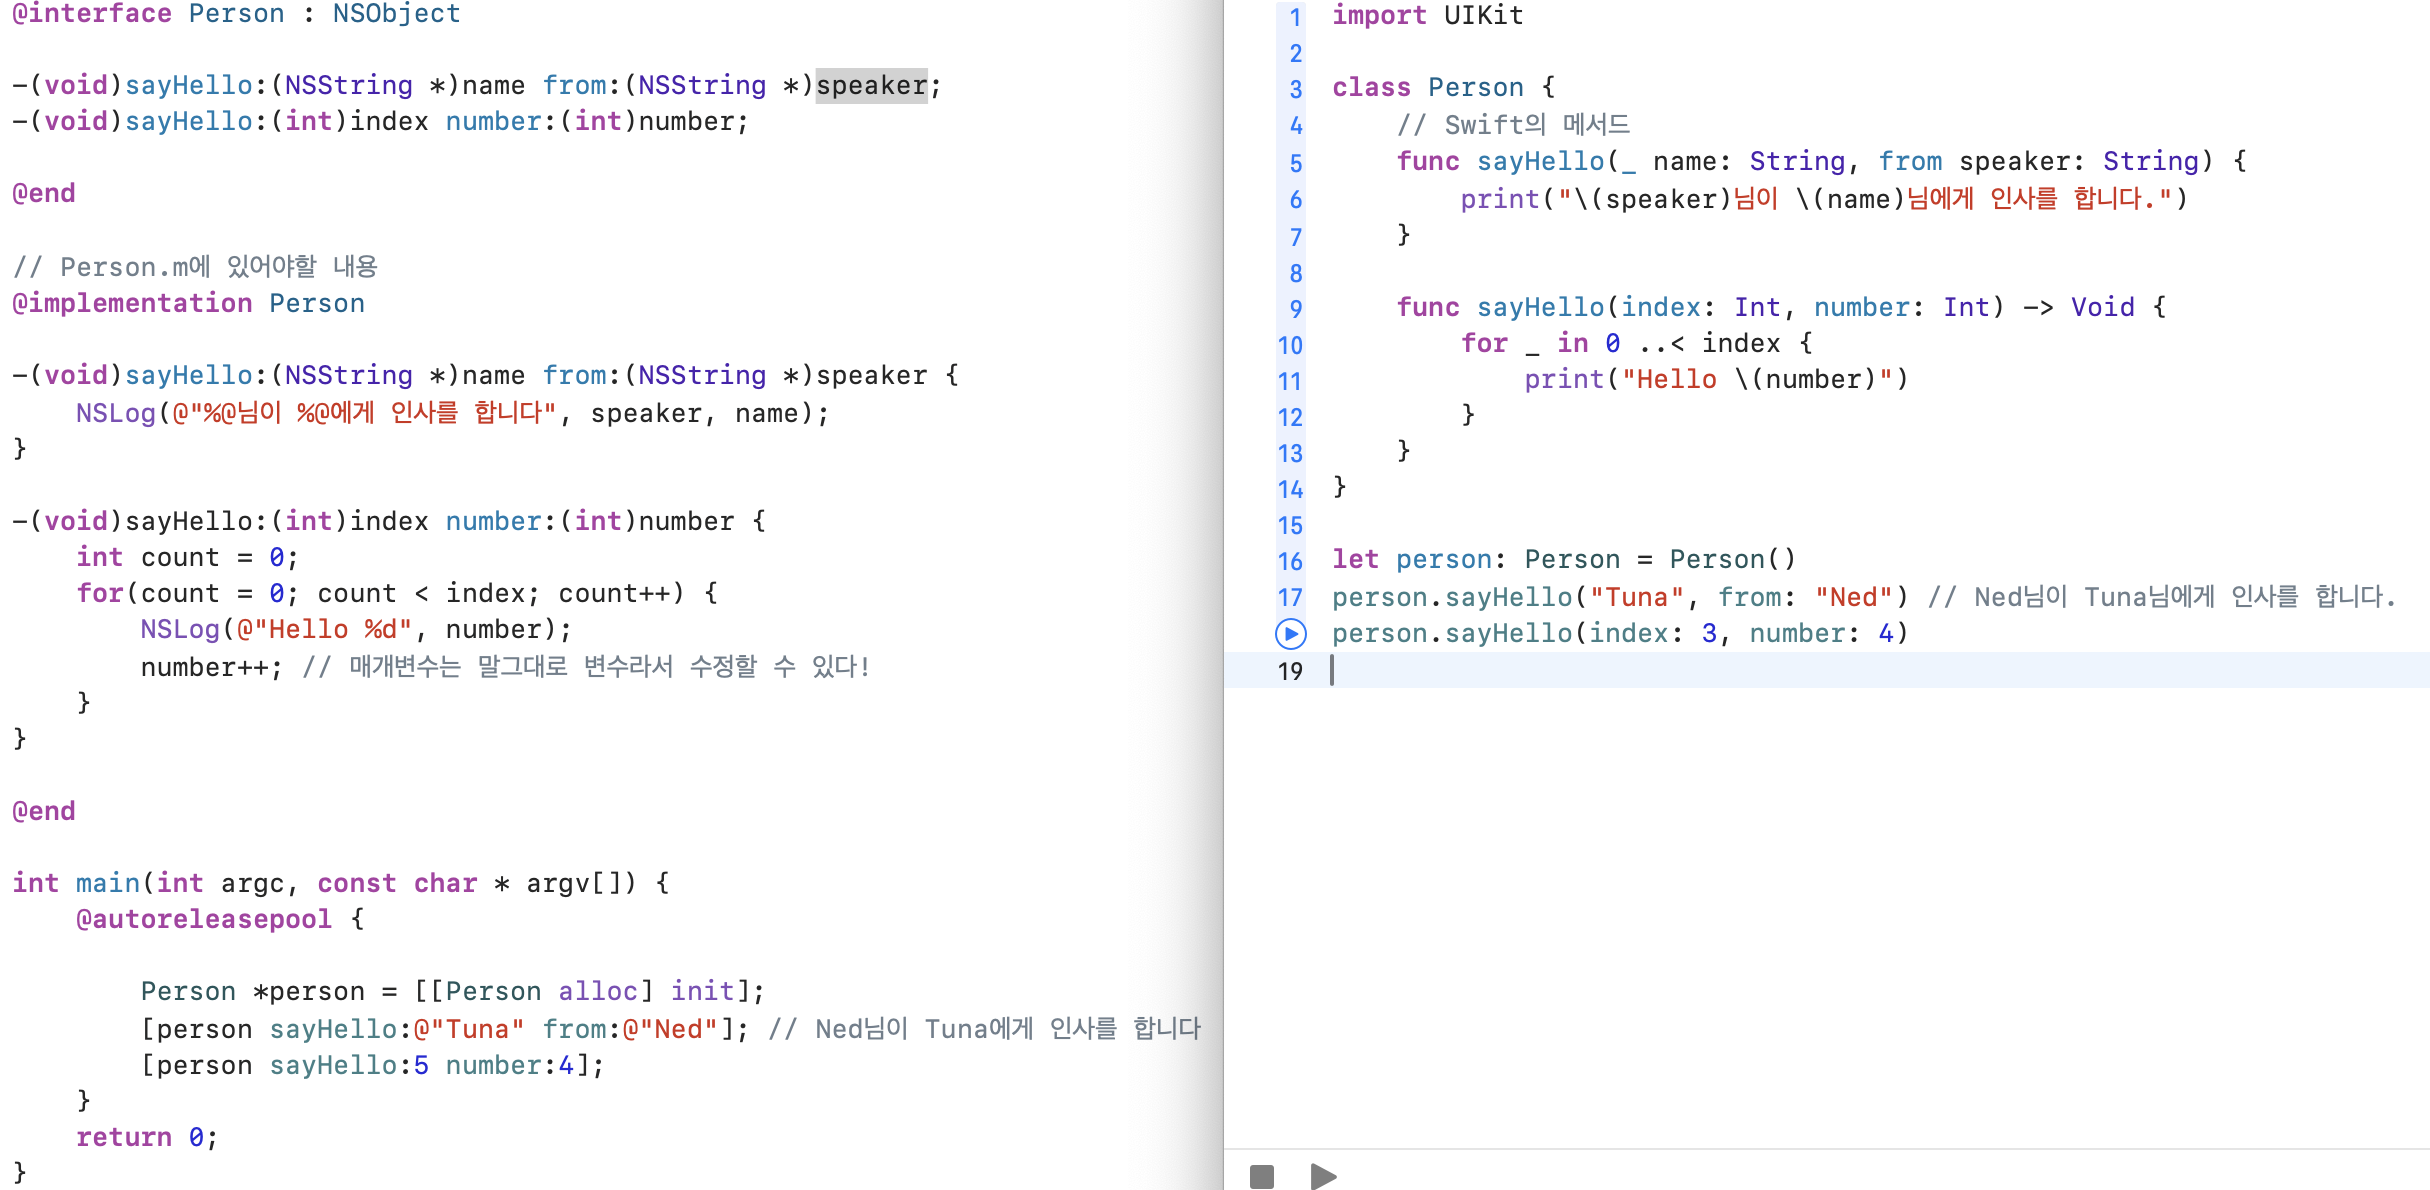 @interface Person : NSObject
-(void)sayHello:(NSString *)name from:(NSString *)speaker;
-(void)sayHello:(int)index number:(int)number;
@end
// Person.m에 있어야할 내용
@implementation Person
-(void)sayHello:(NSString *)name from:(NSString *)speaker {
    NSLog(@"%@님이 %@에게 인사를 합니다", speaker, name);
}
-(void)sayHello:(int)index number:(int)number {
    int count = 0;
    for(count = 0; count < index; count++) {
        NSLog(@"Hello %d", number);
        number++; // 매개변수는 말그대로 변수라서 수정할 수 있다!
    }
}
@end
int main(int argc, const char * argv[]) {
    @autoreleasepool {
        Person *person = [[Person alloc] init];
        [person sayHello:@"Tuna" from:@"Ned"]; // Ned님이 Tuna에게 인사를 합니다
        [person sayHello:5 number:4];
    }
    return 0;
}
1 import UIKit
2
3 class Person {
4     // Swift의 메서드
5     func sayHello(_ name: String, from speaker: String) {
6         print("\(speaker)님이 \(name)님에게 인사를 합니다.")
7     }
8
9     func sayHello(index: Int, number: Int) -> Void {
10         for _ in 0 ..< index {
11             print("Hello \(number)")
12         }
13     }
14 }
15
16 let person: Person = Person()
17 person.sayHello("Tuna", from: "Ned") // Ned님이 Tuna님에게 인사를 합니다.
person.sayHello(index: 3, number: 4)
19